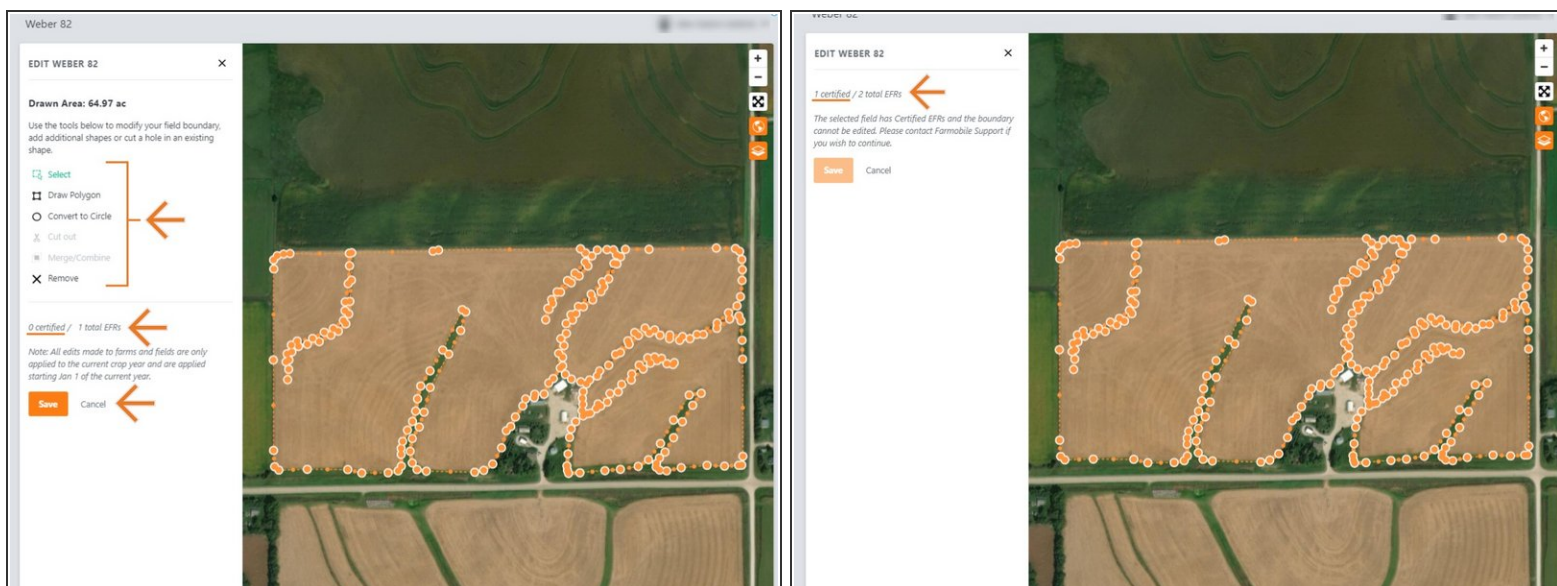 Weber 82
EDIT WEBER 82
Drawn Area: 64.97 ac
Use the tools below to modify your field boundary,
add additional shapes or cut a hole in an existing
shape.
Select
Draw Polygon
Convert to Circle
Cut out
Merge/Combine
Remove
0 certified / 1 total EFRs
Note: All edits made to farms and fields are only
applied to the current crop year and are applied
starting Jan 1 of the current year.
Save Cancel
Weber 82
EDIT WEBER 82
1 certified / 2 total EFRs
The selected field has Certified EFRs and the boundary
cannot be edited. Please contact Farmobile Support if
you wish to continue.
Save Cancel